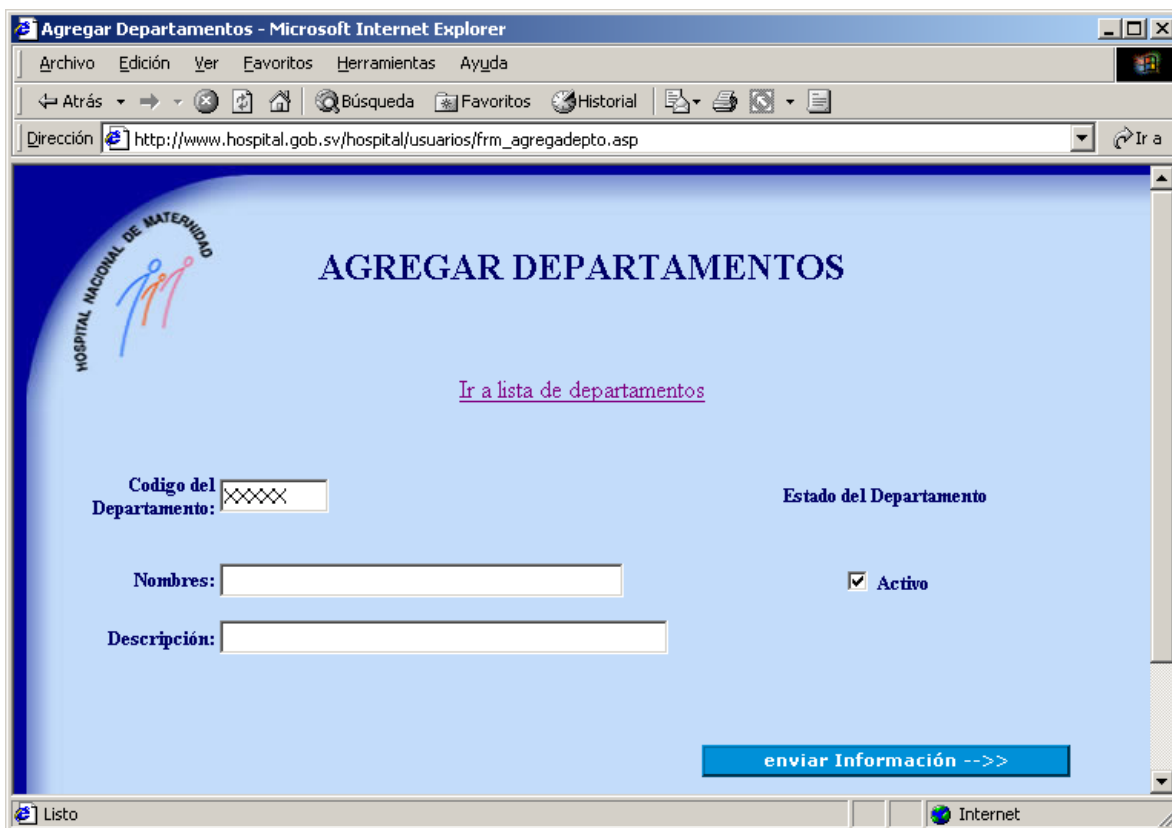 Agregar Departamentos - Microsoft Internet Explorer
Archivo Edición Ver Favoritos Herramientas Ayuda
Atrás Búsqueda Favoritos Historial
Dirección http://www.hospital.gob.sv/hospital/usuarios/frm_agregadepto.asp Ir a
HOSPITAL NACIONAL DE MATERNIDAD
AGREGAR DEPARTAMENTOS
Ir a lista de departamentos
Codigo del
Departamento: XXXXX
Estado del Departamento
Nombres:
Activo
Descripción:
enviar Información -->>
Listo Internet